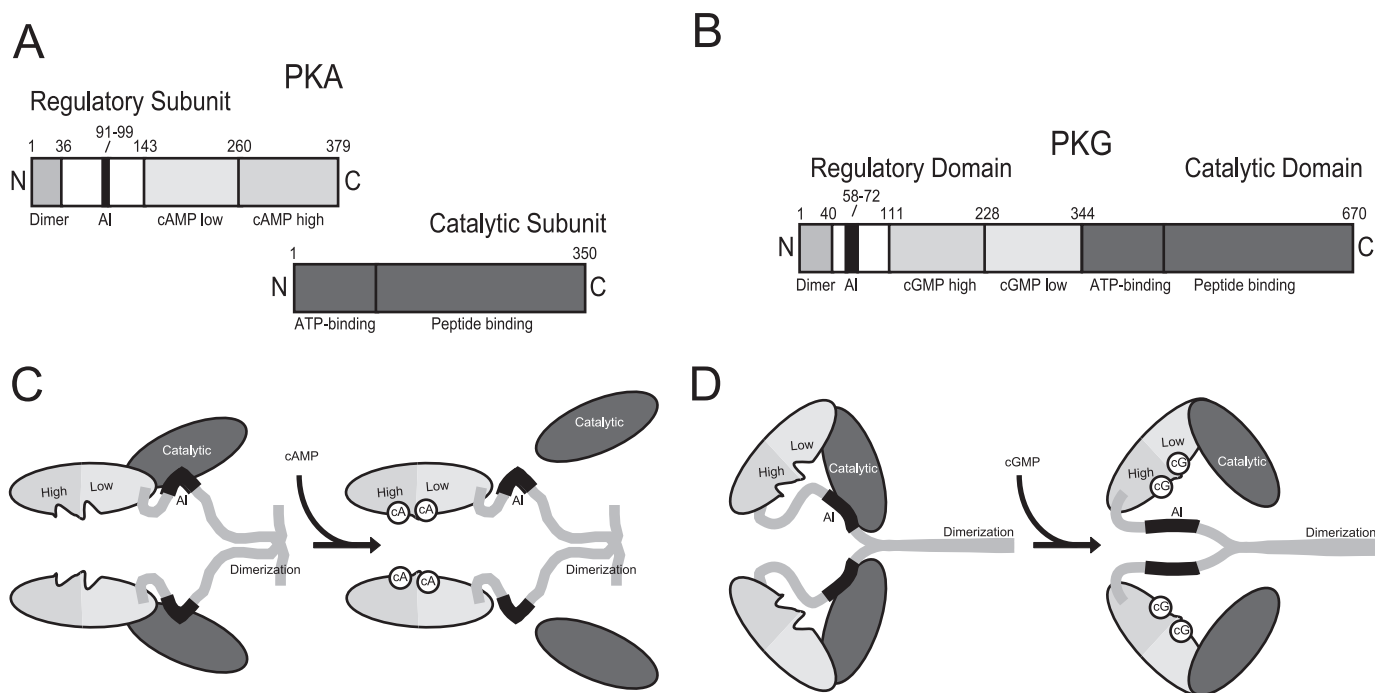 A
PKA
Regulatory Subunit
91-99
1 36 143 260 379
N C
Dimer AI cAMP low cAMP high
Catalytic Subunit
1 350
N C
ATP-binding Peptide binding
B
PKG
Regulatory Domain Catalytic Domain
58-72
1 40 111 228 344 670
N C
Dimer AI cGMP high cGMP low ATP-binding Peptide binding
C
Catalytic
High Low
AI
Dimerization
cAMP
Catalytic
High Low
cA cA
AI
cA cA
Dimerization
D
Low
High
Catalytic
AI
Dimerization
cGMP
Low
High
Catalytic
cG
cG
AI
Dimerization
cG
cG